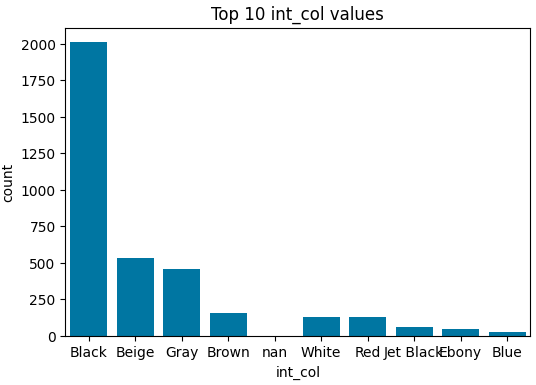 Top 10 int_col values
count
2000
1750
1500
1250
1000
750
500
250
0
Black Beige Gray Brown nan White Red Jet Black Ebony Blue
int_col